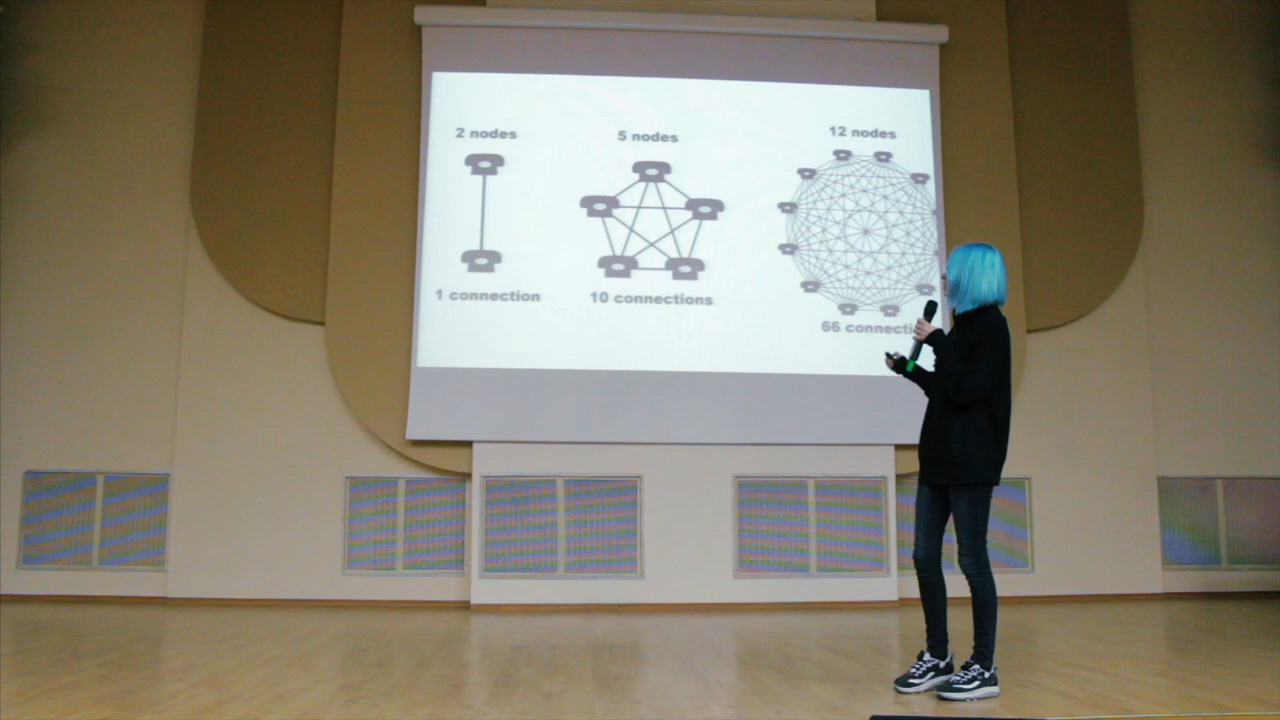 2 nodes
5 nodes
12 nodes
1 connection
10 connections
66 connecti